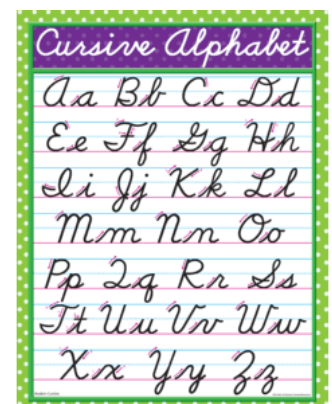 Cursive Alphabet
Aa Bb Cc Dd
Ee Ff Gg Hh
Ii Jj Kk Ll
Mm Nn Oo
Pp Qq Rr Ss
Tt Uu Vv Ww
Xx Yy Zz